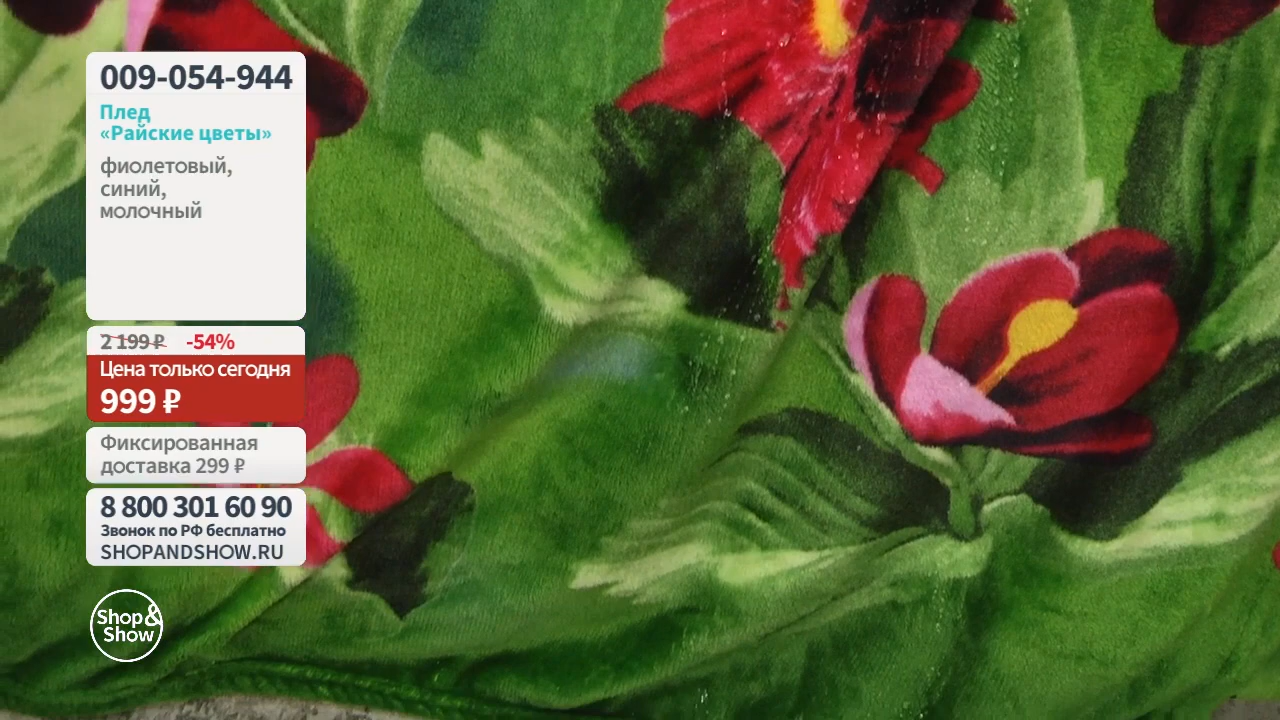 009-054-944
Плед
«Райские цветы»
фиолетовый,
синий,
молочный
2 199 ₽ -54%
Цена только сегодня
999 ₽
Фиксированная
доставка 299 ₽
8 800 301 60 90
Звонок по РФ бесплатно
SHOPANDSHOW.RU
Shop&
Show